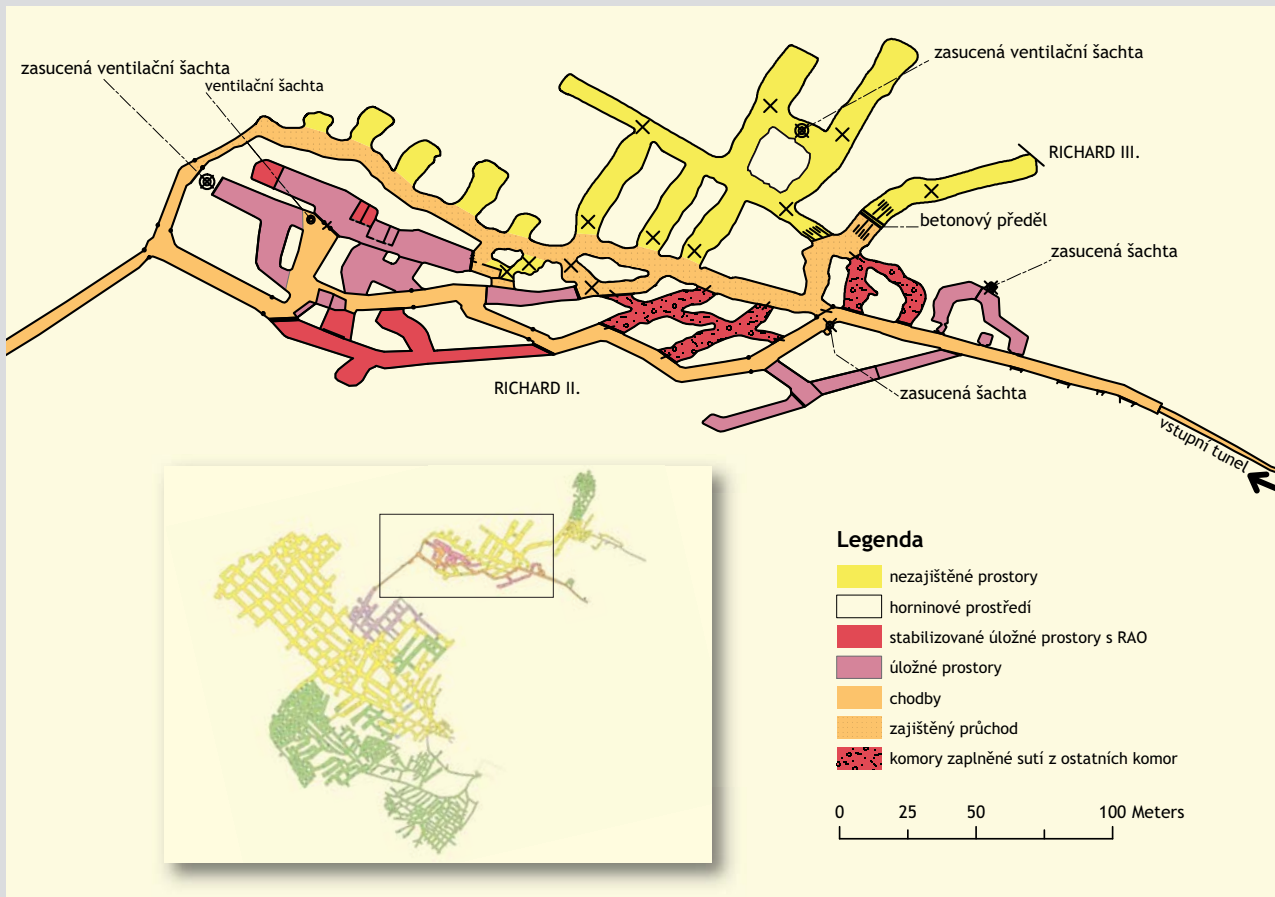 zasucená ventilační šachta
zasucená ventilační šachta
ventilační šachta
RICHARD III.
betonový předěl
zasucená šachta
RICHARD II.
zasucená šachta
vstupní tunel
Legenda
nezajištěné prostory
horninové prostředí
stabilizované úložné prostory s RAO
úložné prostory
chodby
zajištěný průchod
komory zaplněné sutí z ostatních komor
0 25 50 100 Meters